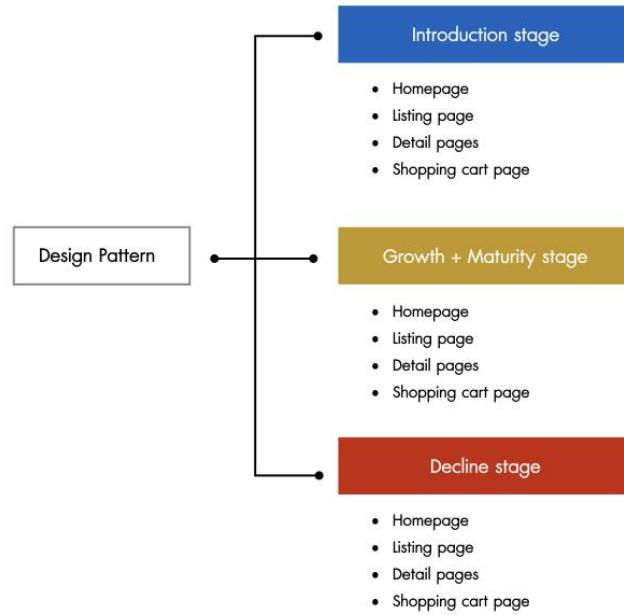 Introduction stage
• Homepage
• Listing page
• Detail pages
• Shopping cart page
Design Pattern
Growth + Maturity stage
• Homepage
• Listing page
• Detail pages
• Shopping cart page
Decline stage
• Homepage
• Listing page
• Detail pages
• Shopping cart page